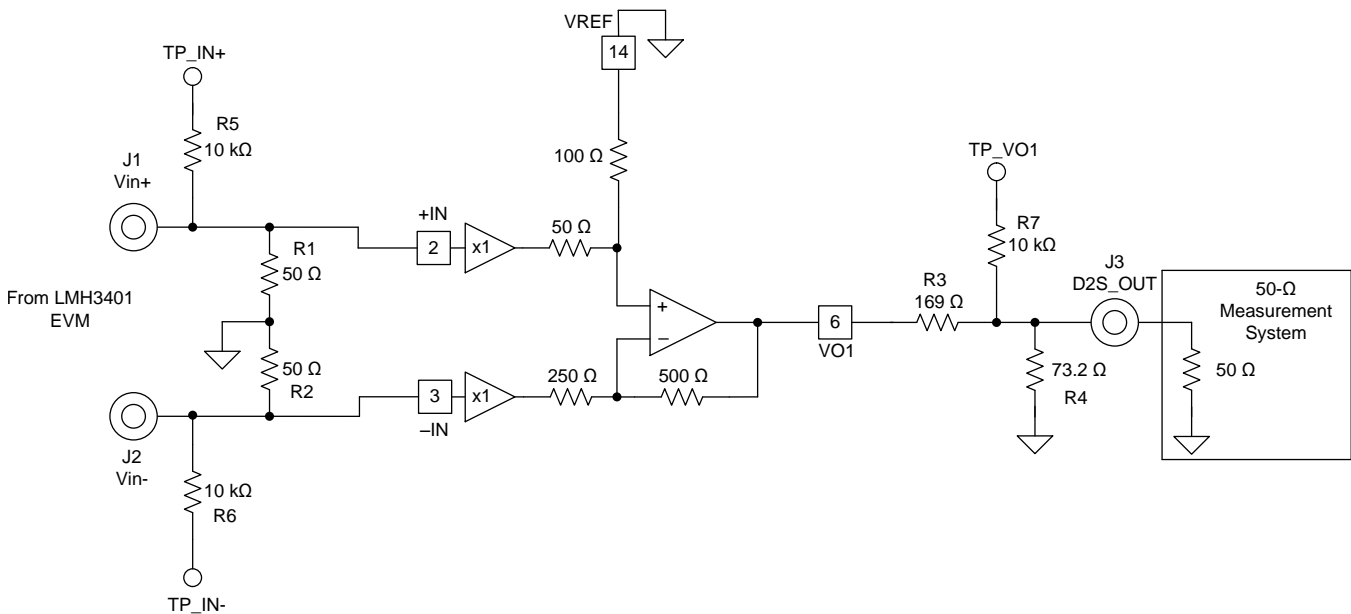 VREF
14
TP_IN+
R5
10 kΩ
100 Ω
J1
Vin+
TP_VO1
+IN
2
x1
50 Ω
R7
10 kΩ
R1
50 Ω
J3
D2S_OUT
R3
169 Ω
50-Ω
Measurement
System
From LMH3401
EVM
+
–
6
VO1
50 Ω
R2
73.2 Ω
R4
50 Ω
3
–IN
x1
250 Ω
500 Ω
J2
Vin-
10 kΩ
R6
TP_IN-